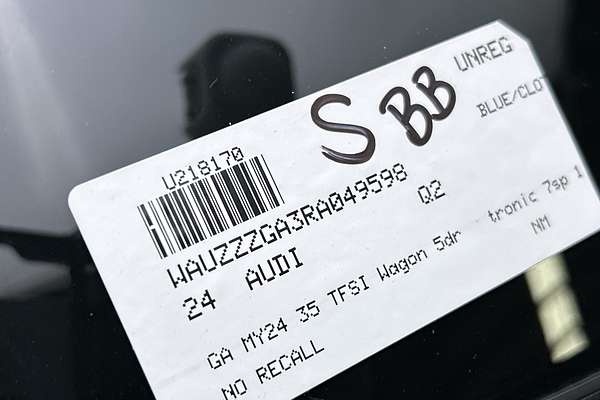 S BB UNREG
U218170 BLUE/CLOT
WAUZZZGA3RA049598
24 AUDI Q2
GA MY24 35 TFSI Wagon 5dr tronic 7sp 1
NO RECALL NM